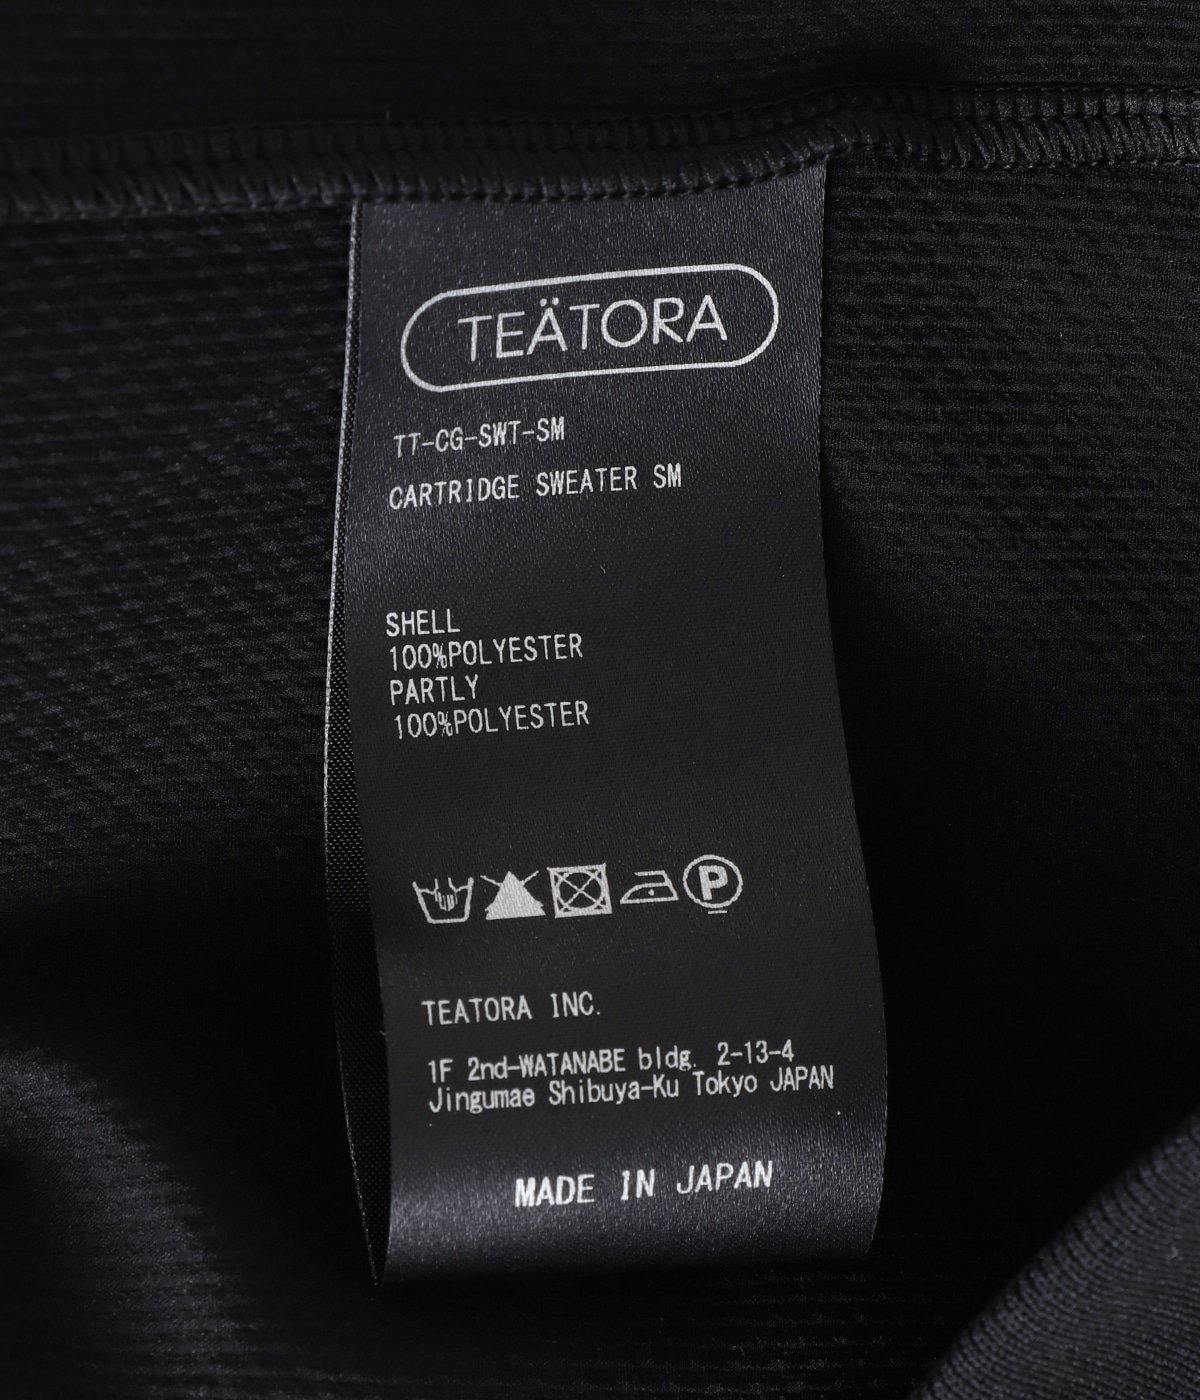 TEÄTORA
TT-CG-SWT-SM
CARTRIDGE SWEATER SM
SHELL
100%POLYESTER
PARTLY
100%POLYESTER
P
TEATORA INC.
1F 2nd-WATANABE bldg. 2-13-4
Jingumae Shibuya-Ku Tokyo JAPAN
MADE IN JAPAN